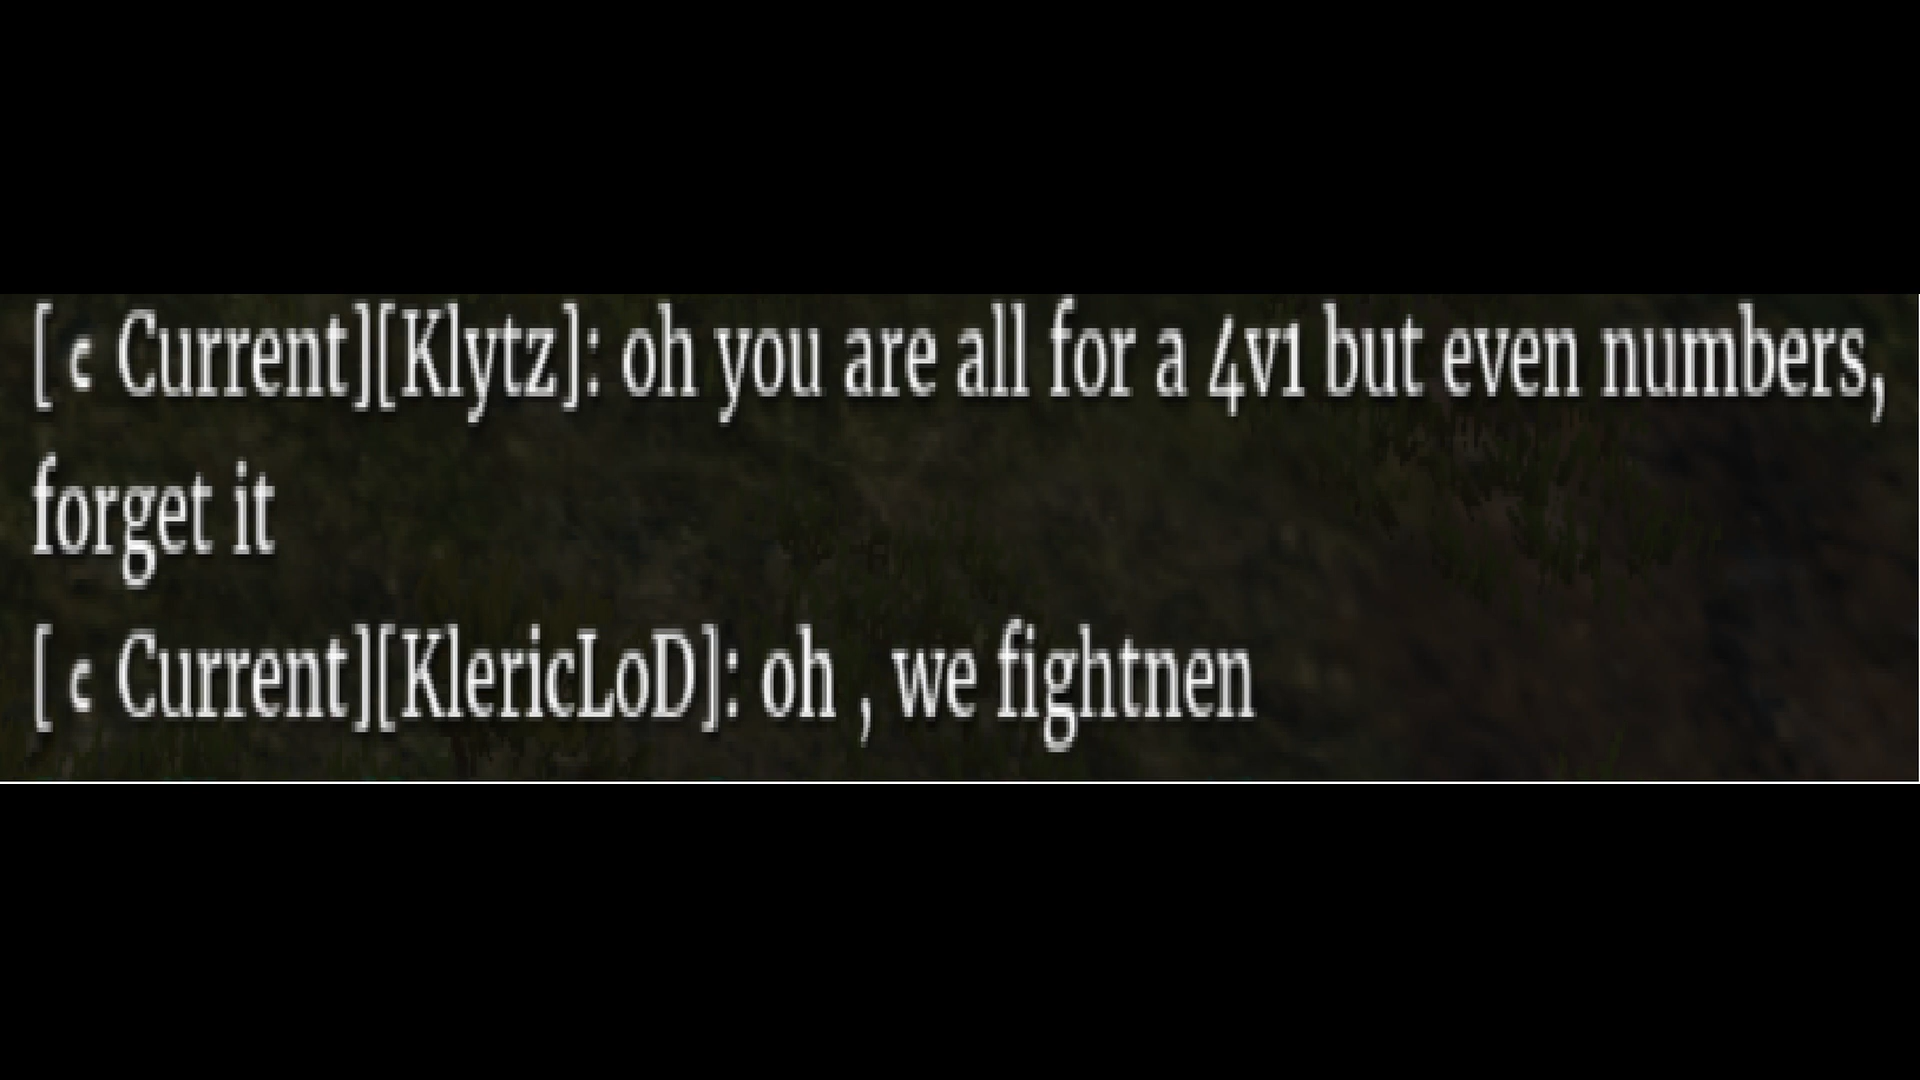 [ c Current][Klytz]: oh you are all for a 4v1 but even numbers,
forget it
[ c Current][KlericLoD]: oh , we fightnen